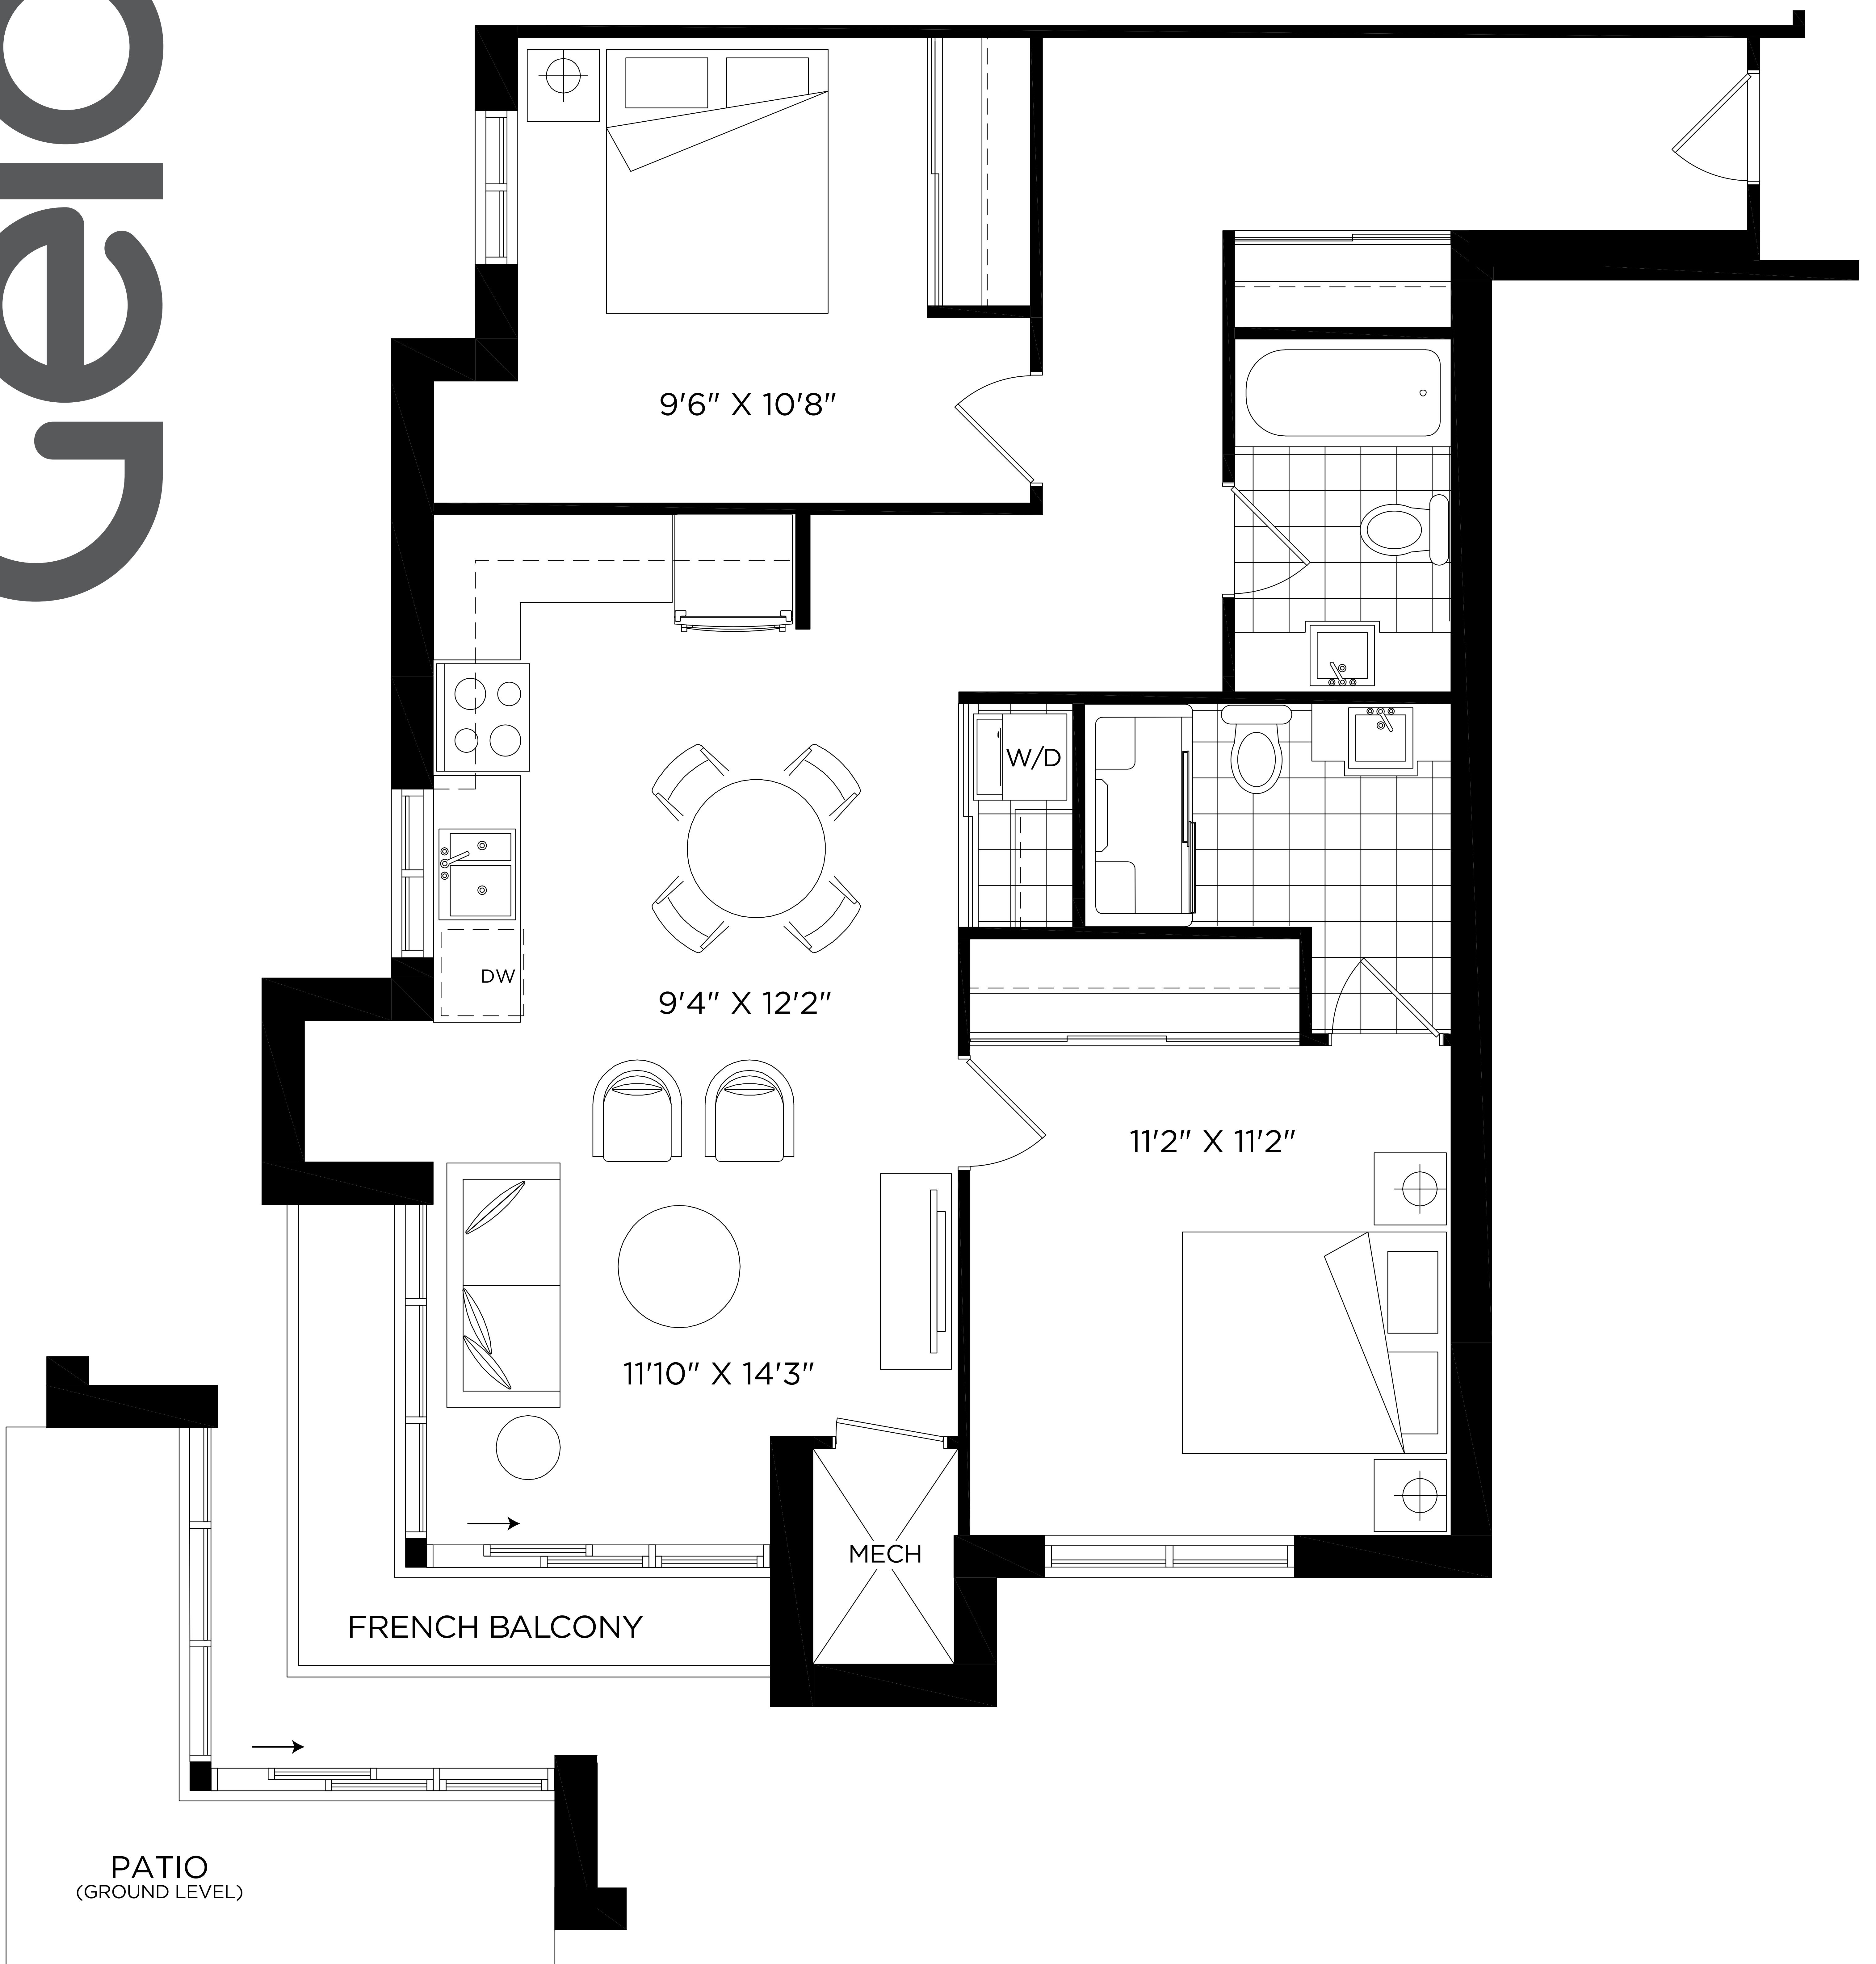 Gela
9'6" X 10'8"
W/D
DW
9'4" X 12'2"
11'2" X 11'2"
11'10" X 14'3"
MECH
FRENCH BALCONY
PATIO
(GROUND LEVEL)